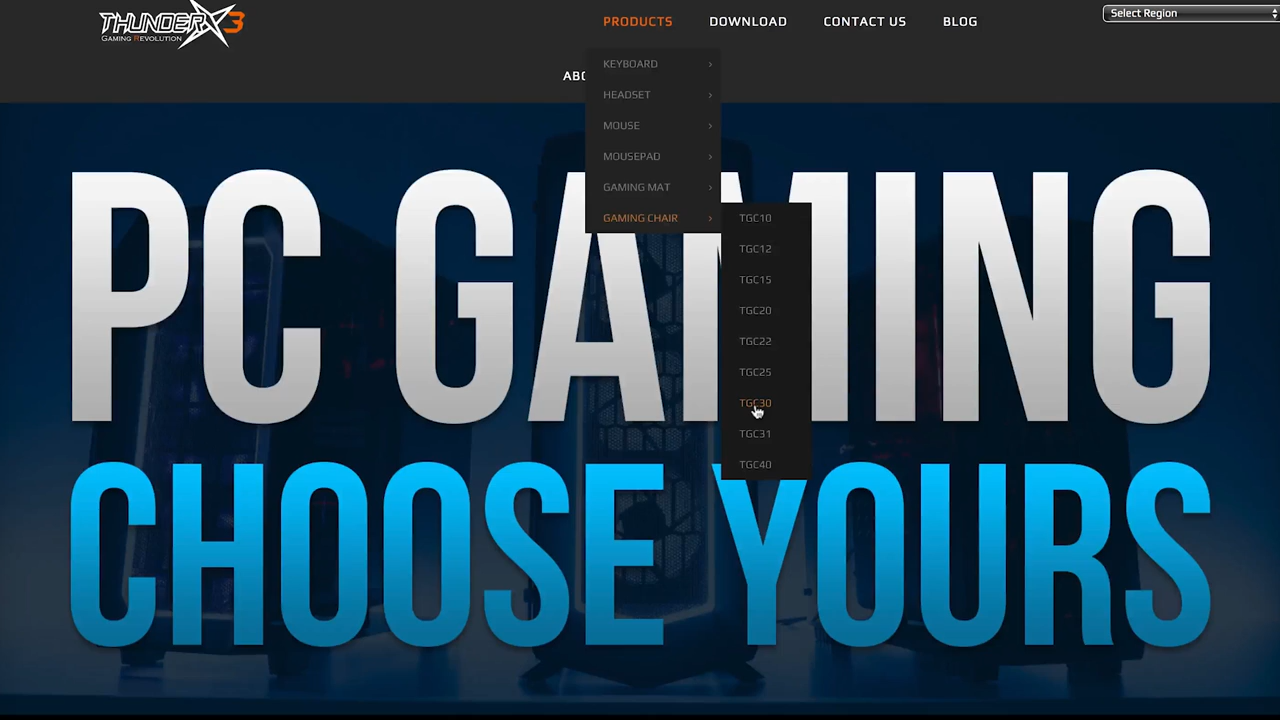 THUNDERX3
GAMING REVOLUTION
PRODUCTS
DOWNLOAD
CONTACT US
BLOG
Select Region
KEYBOARD
HEADSET
MOUSE
MOUSEPAD
GAMING MAT
GAMING CHAIR
TGC10
TGC12
TGC15
TGC20
TGC22
TGC25
TGC30
TGC31
TGC40
PC GAMING
CHOOSE YOURS